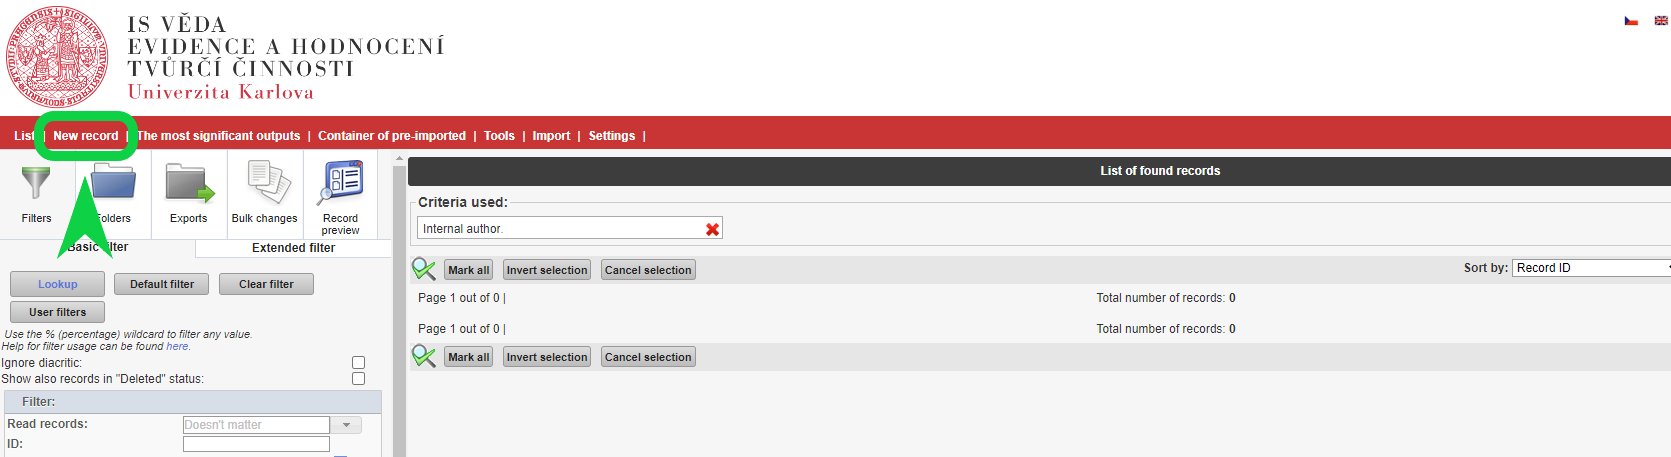 IS VĚDA
EVIDENCE A HODNOCENÍ
TVŮRČÍ ČINNOSTI
Univerzita Karlova
List | New record | The most significant outputs | Container of pre-imported | Tools | Import | Settings |
Filters
Folders
Exports
Bulk changes
Record
preview
Basic filter
Extended filter
Lookup
Default filter
Clear filter
User filters
Use the % (percentage) wildcard to filter any value.
Help for filter usage can be found here.
Ignore diacritic:
Show also records in "Deleted" status:
Filter:
Read records: Doesn't matter
ID:
List of found records
Criteria used:
Internal author.
Mark all Invert selection Cancel selection
Sort by: Record ID
Page 1 out of 0 | Total number of records: 0
Page 1 out of 0 | Total number of records: 0
Mark all Invert selection Cancel selection